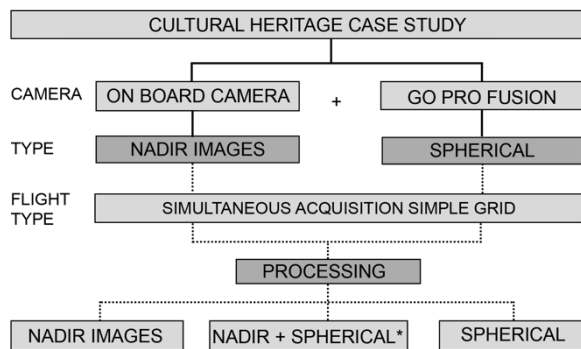 CULTURAL HERITAGE CASE STUDY
CAMERA ON BOARD CAMERA + GO PRO FUSION
TYPE NADIR IMAGES SPHERICAL
FLIGHT
TYPE SIMULTANEOUS ACQUISITION SIMPLE GRID
PROCESSING
NADIR IMAGES NADIR + SPHERICAL* SPHERICAL